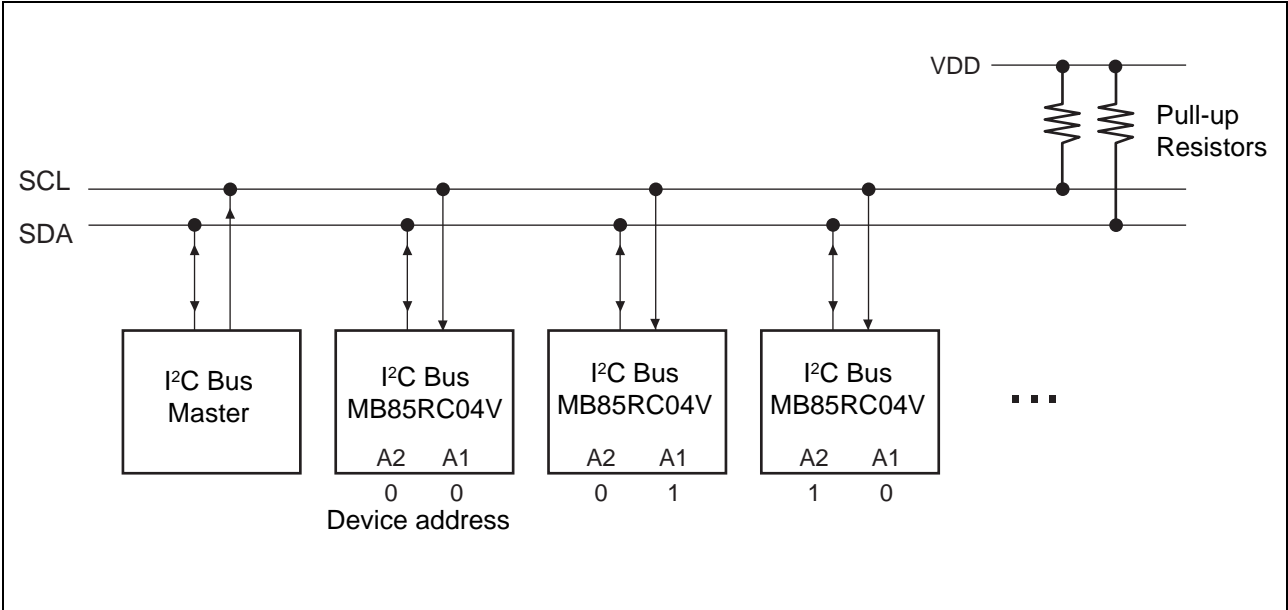 VDD
Pull-up
Resistors
SCL
SDA
I²C Bus
Master
I²C Bus
MB85RC04V
A2 A1
0 0
Device address
I²C Bus
MB85RC04V
A2 A1
0 1
I²C Bus
MB85RC04V
A2 A1
1 0
...